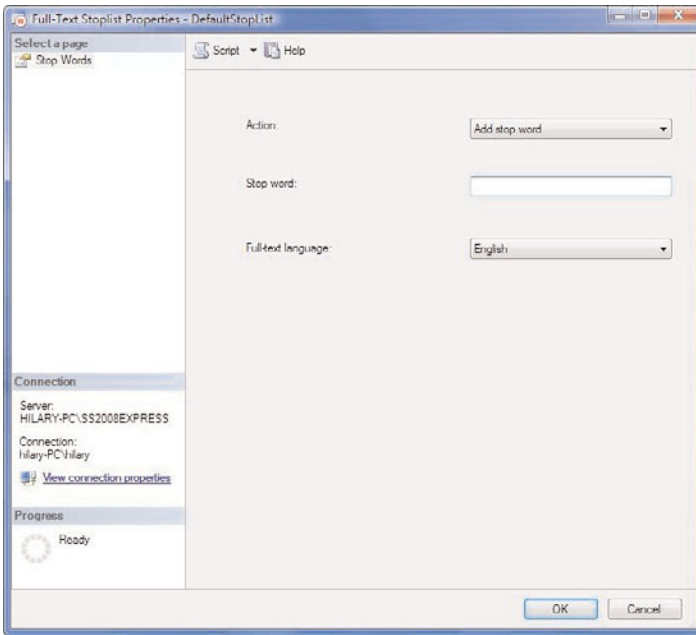 Full-Text Stoplist Properties - DefaultStopList
Select a page
Stop Words
Script
Help
Action:
Add stop word
Stop word:
Full-text language:
English
Connection
Server:
HILARY-PC\SS2008EXPRESS
Connection:
hilary-PC\hilary
View connection properties
Progress
Ready
OK
Cancel